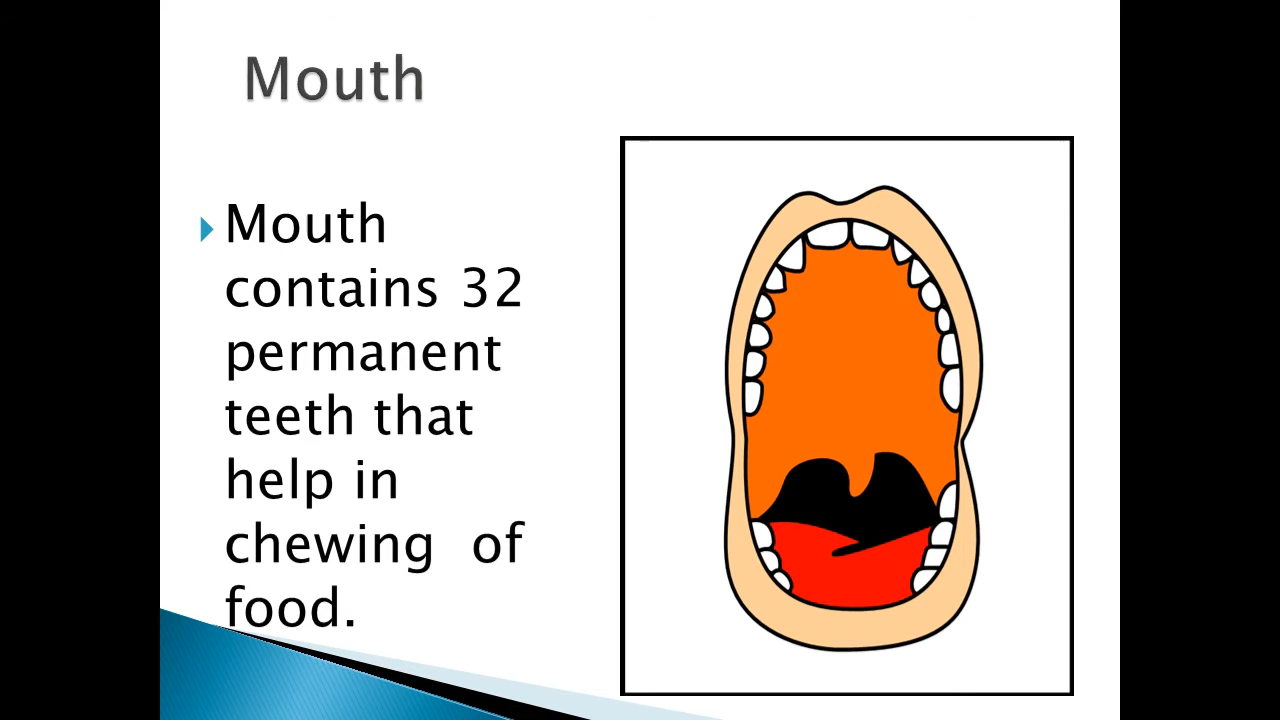 Mouth
Mouth
contains 32
permanent
teeth that
help in
chewing  of
food.